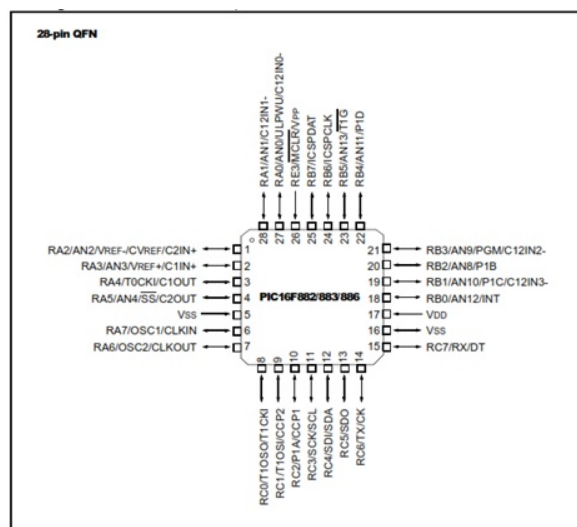 28-pin QFN
RA1/AN1/C12IN1-
RA0/AN0/ULPWU/C12IN0-
RE3/MCLR/VPP
RB7/ICSPDAT
RB6/ICSPCLK
RB5/AN13/T1G
RB4/AN11/P1D
28 27 26 25 24 23 22
RA2/AN2/VREF-/CVREF/C2IN+ 1
RA3/AN3/VREF+/C1IN+ 2
RA4/T0CKI/C1OUT 3
RA5/AN4/SS/C2OUT 4
VSS 5
RA7/OSC1/CLKIN 6
RA6/OSC2/CLKOUT 7
PIC16F882/883/886
21 RB3/AN9/PGM/C12IN2-
20 RB2/AN8/P1B
19 RB1/AN10/P1C/C12IN3-
18 RB0/AN12/INT
17 VDD
16 VSS
15 RC7/RX/DT
8 9 10 11 12 13 14
RC0/T1OSO/T1CKI
RC1/T1OSI/CCP2
RC2/P1A/CCP1
RC3/SCK/SCL
RC4/SDI/SDA
RC5/SDO
RC6/TX/CK